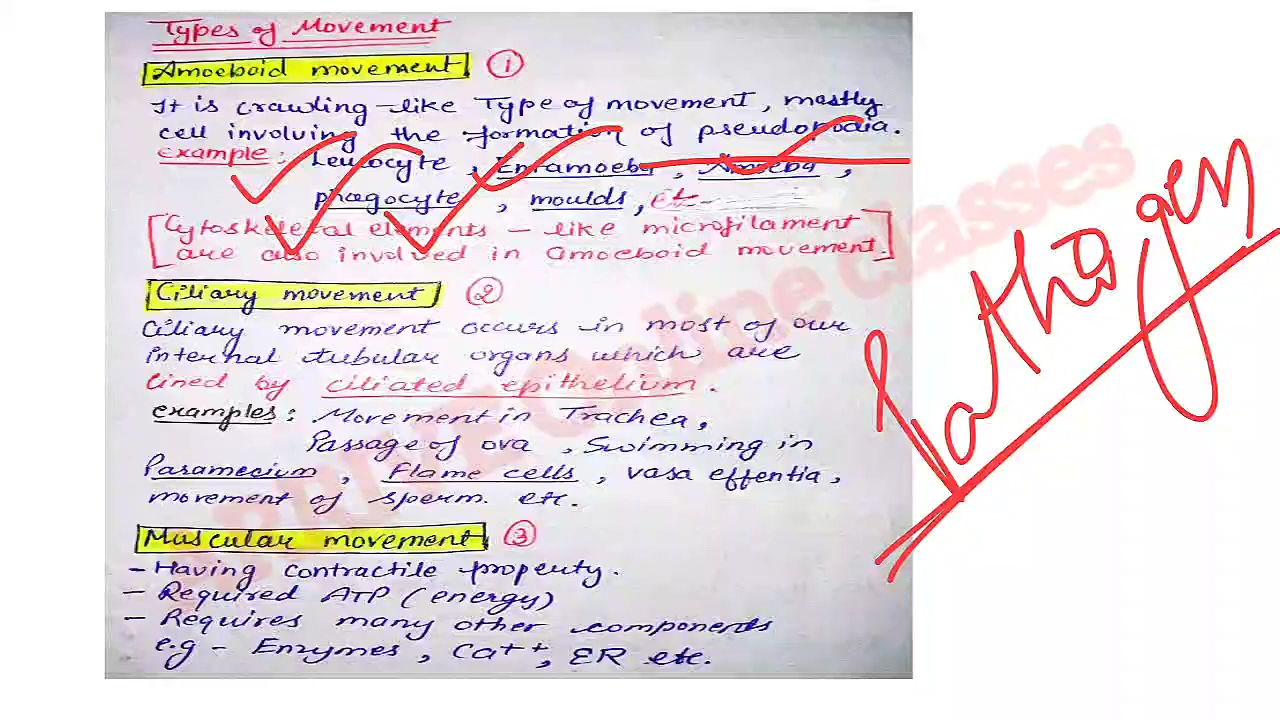 Types of Movement
Amoeboid movement ①
It is crawling-like Type of movement, mostly
cell involving the formation of pseudopodia.
example: Leucocyte, Entamoeba, Amoeba,
phagocyte, moulds, etc-
[Cytoskeletal elements - like microfilament
are also involved in amoeboid movement.]
Ciliary movement ②
Ciliary movement occurs in most of our
internal tubular organs which are
lined by ciliated epithelium.
examples: Movement in Trachea,
Passage of ova, Swimming in
Paramecium, Flame cells, vasa effentia,
movement of sperm. etc.
Muscular movement ③
- Having contractile property.
- Required ATP (energy)
- Requires many other components
e.g - Enzymes, Ca++, ER etc.
Pathogen
Online Classes